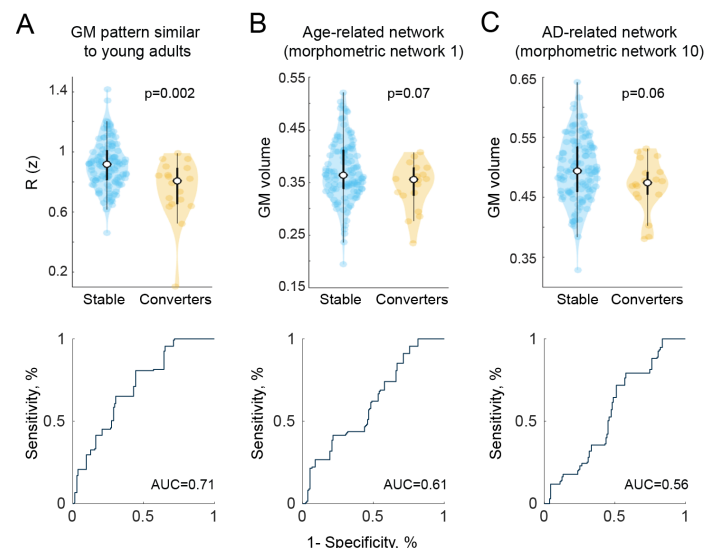 A
GM pattern similar
to young adults
R (z)
1.4
1
0.6
0.2
p=0.002
Stable
Converters
B
Age-related network
(morphometric network 1)
GM volume
0.55
0.45
0.35
0.25
0.15
p=0.07
Stable
Converters
C
AD-related network
(morphometric network 10)
GM volume
0.65
0.55
0.45
0.35
p=0.06
Stable
Converters
Sensitivity, %
1
0.5
0
AUC=0.71
0
0.5
1
Sensitivity, %
1
0.5
0
AUC=0.61
0
0.5
1
1- Specificity, %
Sensitivity, %
1
0.5
0
AUC=0.56
0
0.5
1